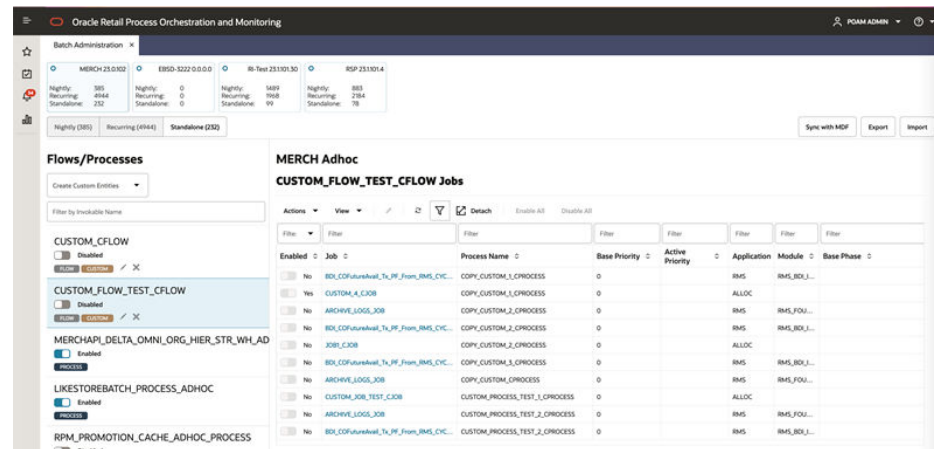 Oracle Retail Process Orchestration and Monitoring
POAM ADMIN
Batch Administration ×
MERCH 23.0.102
Nightly: 385
Recurring: 4944
Standalone: 232
EBSD-3222 0.0.0.0
Nightly: 0
Recurring: 0
Standalone: 0
RI-Test 23.1.101.30
Nightly: 1489
Recurring: 1968
Standalone: 99
RSP 23.1.101.4
Nightly: 883
Recurring: 2184
Standalone: 78
Nightly (385) Recurring (4944) Standalone (232)
Sync with MDF Export Import
Flows/Processes
Create Custom Entities
Filter by Invokable Name
CUSTOM_CFLOW
Disabled
FLOW CUSTOM
CUSTOM_FLOW_TEST_CFLOW
Disabled
FLOW CUSTOM
MERCHAPI_DELTA_OMNI_ORG_HIER_STR_WH_AD
Enabled
PROCESS
LIKESTOREBATCH_PROCESS_ADHOC
Enabled
PROCESS
RPM_PROMOTION_CACHE_ADHOC_PROCESS
MERCH Adhoc
CUSTOM_FLOW_TEST_CFLOW Jobs
Actions View Detach Enable All Disable All
Filte Filter Filter Filter Filter Filter Filter Filter
Enabled Job Process Name Base Priority Active Priority Application Module Base Phase
No BDI_COFutureAvail_Tx_PF_From_RMS_CYC... COPY_CUSTOM_1_CPROCESS 0 RMS RMS_BDI_I...
Yes CUSTOM_4_CJOB COPY_CUSTOM_1_CPROCESS 0 ALLOC
No ARCHIVE_LOGS_JOB COPY_CUSTOM_2_CPROCESS 0 RMS RMS_FOU...
No BDI_COFutureAvail_Tx_PF_From_RMS_CYC... COPY_CUSTOM_2_CPROCESS 0 RMS RMS_BDI_I...
No JOB1_CJOB COPY_CUSTOM_2_CPROCESS 0 ALLOC
No BDI_COFutureAvail_Tx_PF_From_RMS_CYC... COPY_CUSTOM_3_CPROCESS 0 RMS RMS_BDI_I...
No ARCHIVE_LOGS_JOB COPY_CUSTOM_CPROCESS 0 RMS RMS_FOU...
No CUSTOM_JOB_TEST_CJOB CUSTOM_PROCESS_TEST_1_CPROCESS 0 ALLOC
No ARCHIVE_LOGS_JOB CUSTOM_PROCESS_TEST_2_CPROCESS 0 RMS RMS_FOU...
No BDI_COFutureAvail_Tx_PF_From_RMS_CYC... CUSTOM_PROCESS_TEST_2_CPROCESS 0 RMS RMS_BDI_I...